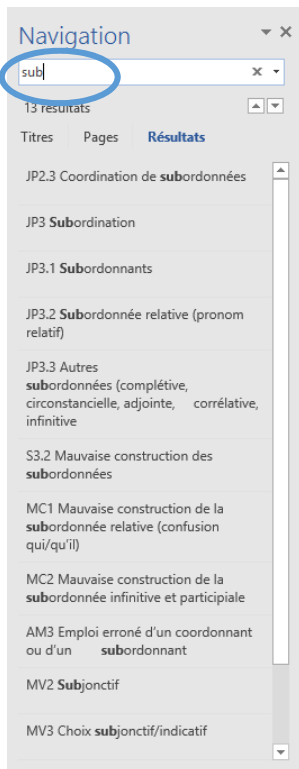 Navigation
sub
13 résultats
Titres Pages Résultats
JP2.3 Coordination de subordonnées
JP3 Subordination
JP3.1 Subordonnants
JP3.2 Subordonnée relative (pronom
relatif)
JP3.3 Autres
subordonnées (complétive,
circonstancielle, adjointe, corrélative,
infinitive
S3.2 Mauvaise construction des
subordonnées
MC1 Mauvaise construction de la
subordonnée relative (confusion
qui/qu'il)
MC2 Mauvaise construction de la
subordonnée infinitive et participiale
AM3 Emploi erroné d'un coordonnant
ou d'un subordonnant
MV2 Subjonctif
MV3 Choix subjonctif/indicatif